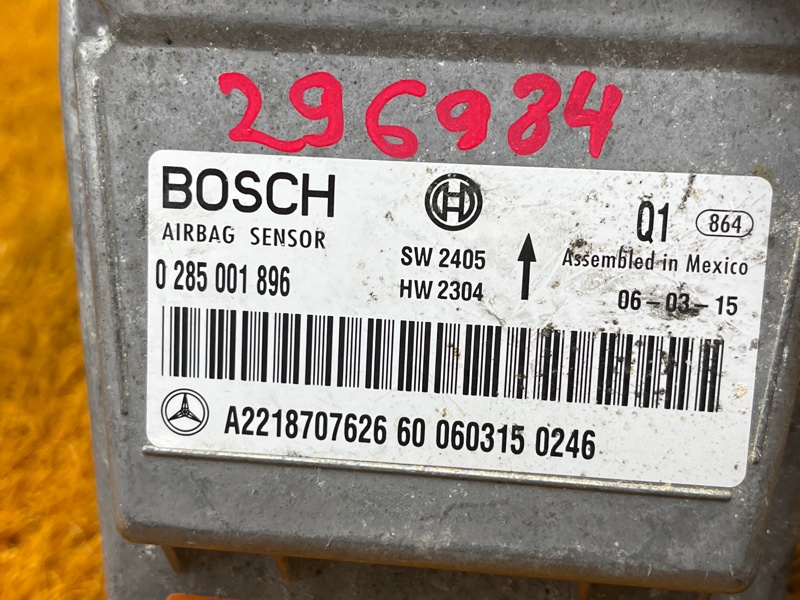 296984
BOSCH
AIRBAG SENSOR
0 285 001 896
SW 2405
HW 2304
Q1 864
Assembled in Mexico
06-03-15
A2218707626 60 060315 0246